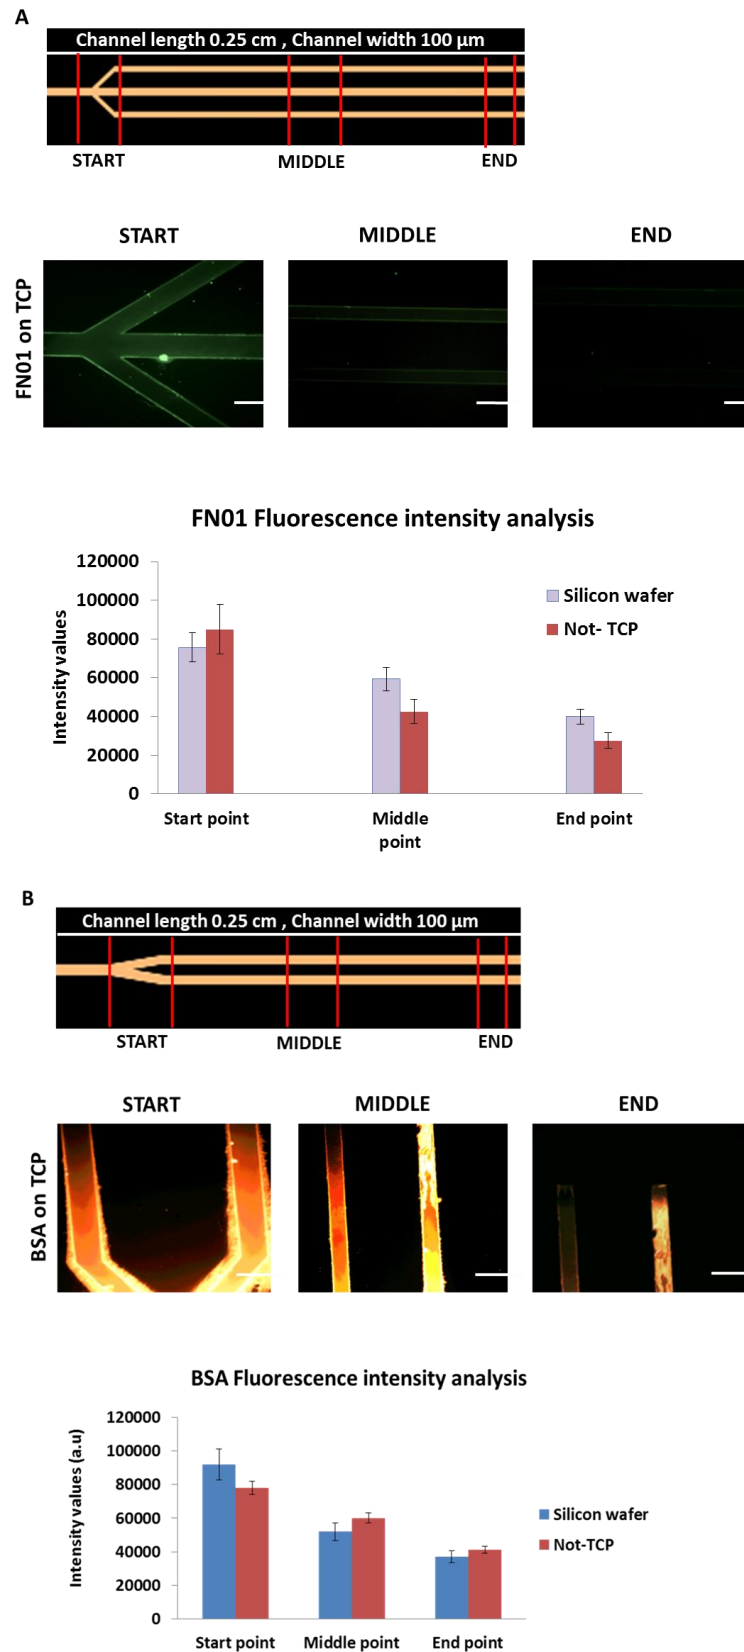 A
Channel length 0.25 cm , Channel width 100 µm
START MIDDLE END
START MIDDLE END
FN01 on TCP
FN01 Fluorescence intensity analysis
Intensity values
120000
100000
80000
60000
40000
20000
0
Silicon wafer
Not- TCP
Start point Middle point End point
B
Channel length 0.25 cm , Channel width 100 µm
START MIDDLE END
START MIDDLE END
BSA on TCP
BSA Fluorescence intensity analysis
Intensity values (a.u)
120000
100000
80000
60000
40000
20000
0
Silicon wafer
Not-TCP
Start point Middle point End point